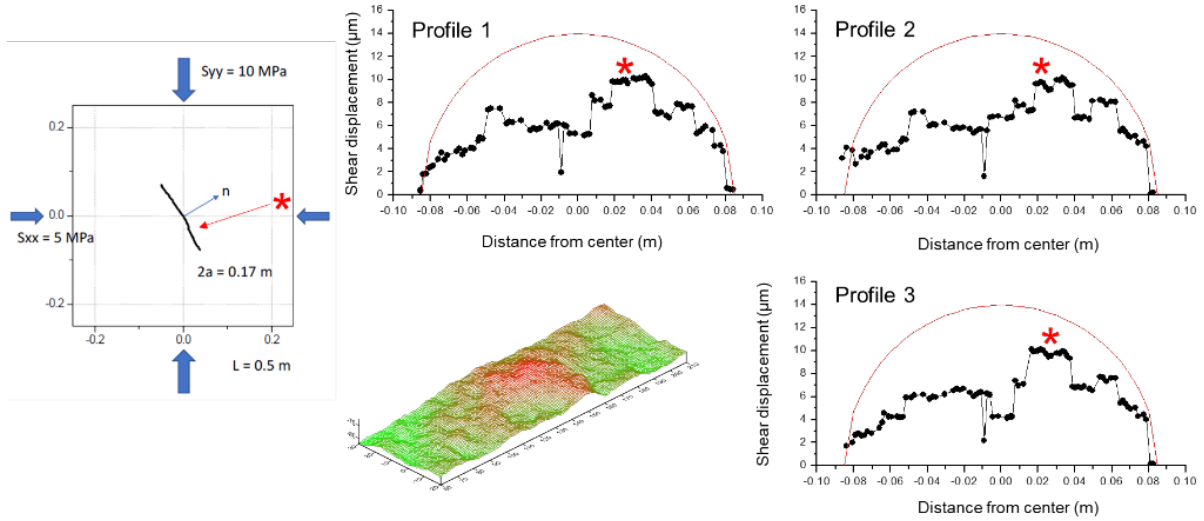 Syy = 10 MPa
0.2
n
0.0
*
Sxx = 5 MPa
2a = 0.17 m
-0.2
-0.2 0.0 0.2
L = 0.5 m
Profile 1
Shear displacement (µm)
16
14
12
10
8
6
4
2
0
*
-0.10 -0.08 -0.06 -0.04 -0.02 0.00 0.02 0.04 0.06 0.08 0.10
Distance from center (m)
Profile 2
16
14
12
10
8
6
4
2
0
*
-0.10 -0.08 -0.06 -0.04 -0.02 0.00 0.02 0.04 0.06 0.08 0.10
Distance from center (m)
Profile 3
Shear displacement (µm)
16
14
12
10
8
6
4
2
0
*
-0.10 -0.08 -0.06 -0.04 -0.02 0.00 0.02 0.04 0.06 0.08 0.10
Distance from center (m)